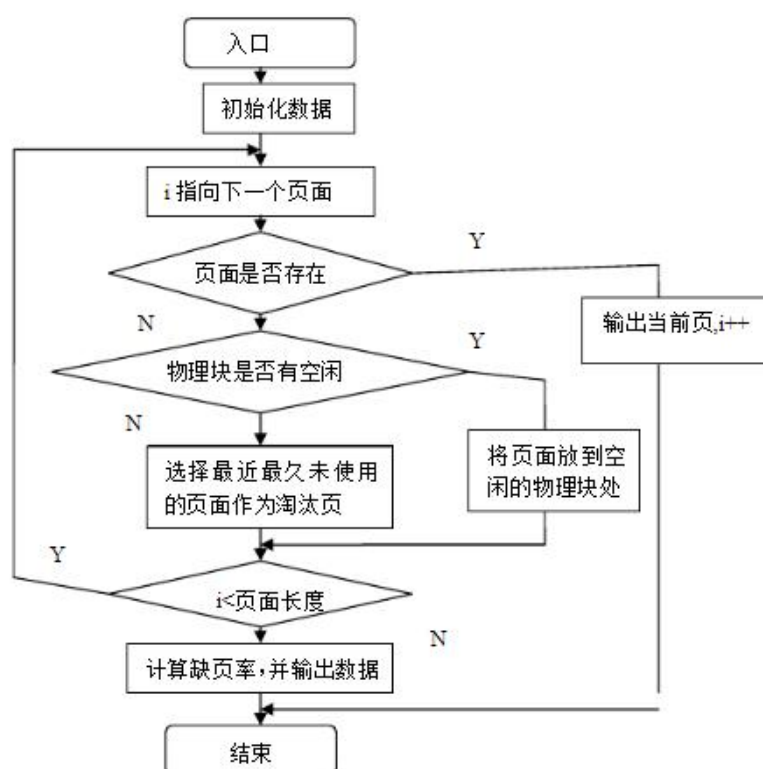 入口
初始化数据
i 指向下一个页面
Y
页面是否存在
N
输出当前页,i++
Y
物理块是否有空闲
N
选择最近最久未使用
的页面作为淘汰页
将页面放到空
闲的物理块处
Y
i<页面长度
N
计算缺页率，并输出数据
结束